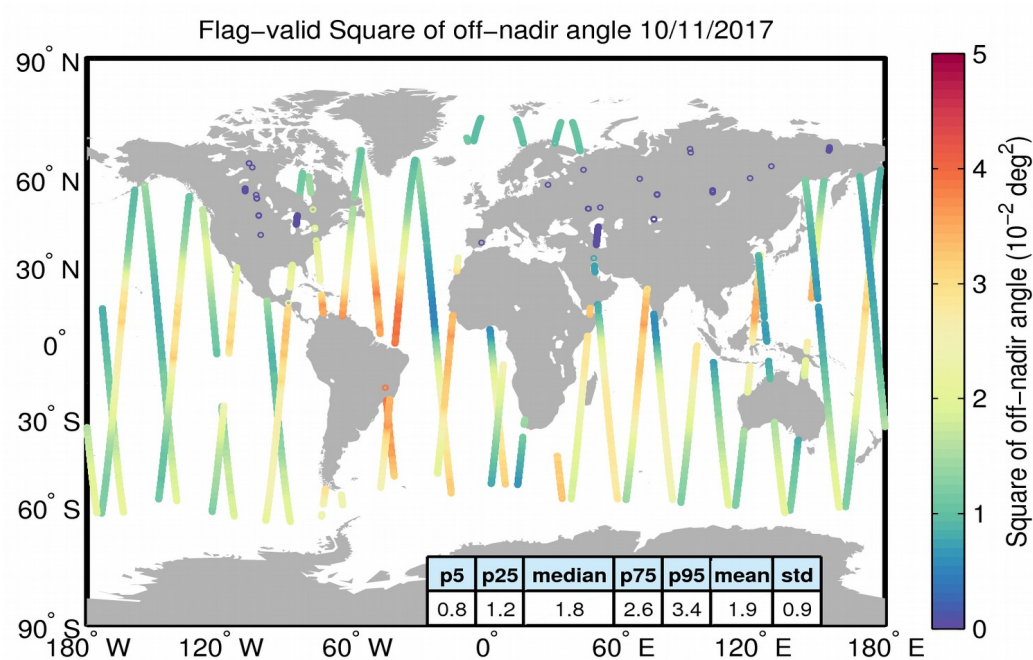 Flag−valid Square of off−nadir angle 10/11/2017
90° N
60° N
30° N
0°
30° S
60° S
90° S
180° W
120° W
60° W
0°
60° E
120° E
180° E
p5 p25 median p75 p95 mean std
0.8 1.2 1.8 2.6 3.4 1.9 0.9
5
4
3
2
1
0
Square of off−nadir angle (10⁻² deg²)